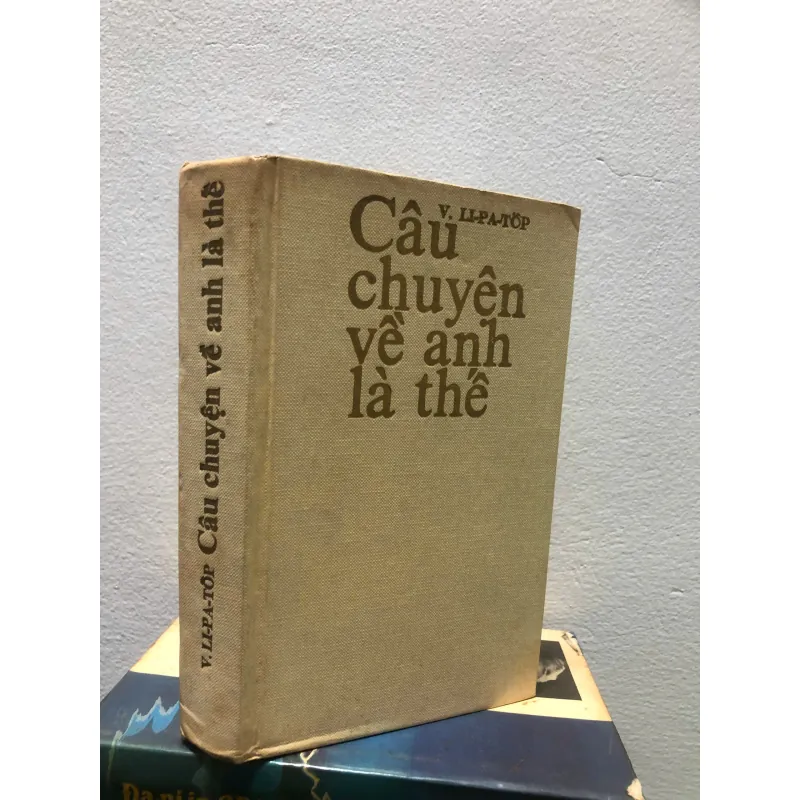 V. LI-PA-TỐP
Câu
chuyện
về anh
là thế
V. LI-PA-TỐP Câu chuyện về anh là thế